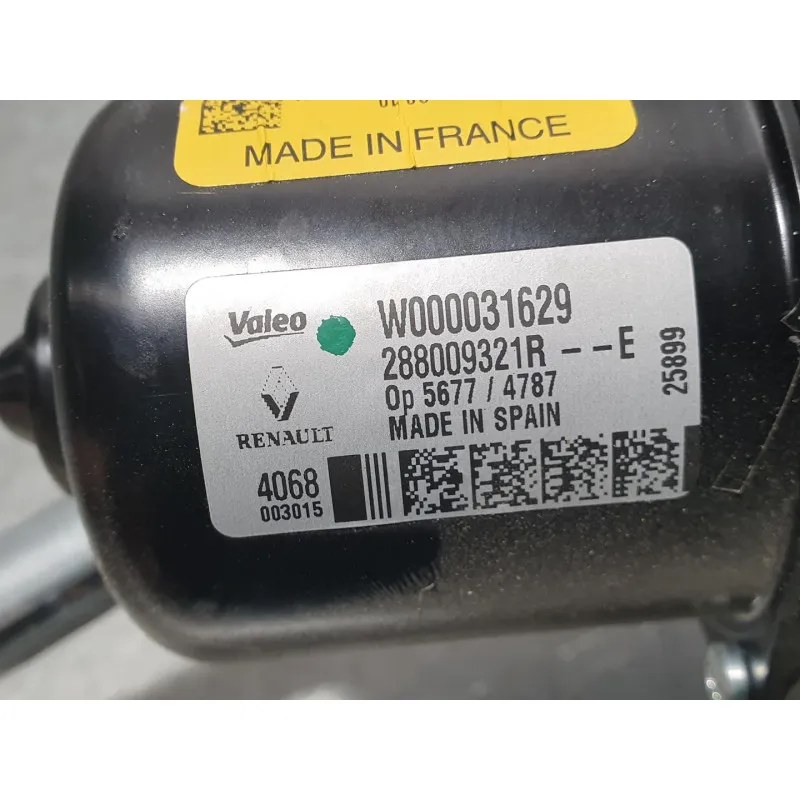 MADE IN FRANCE
Valeo W000031629
288009321R -- E
Op 5677 / 4787
RENAULT MADE IN SPAIN
25899
4068
003015